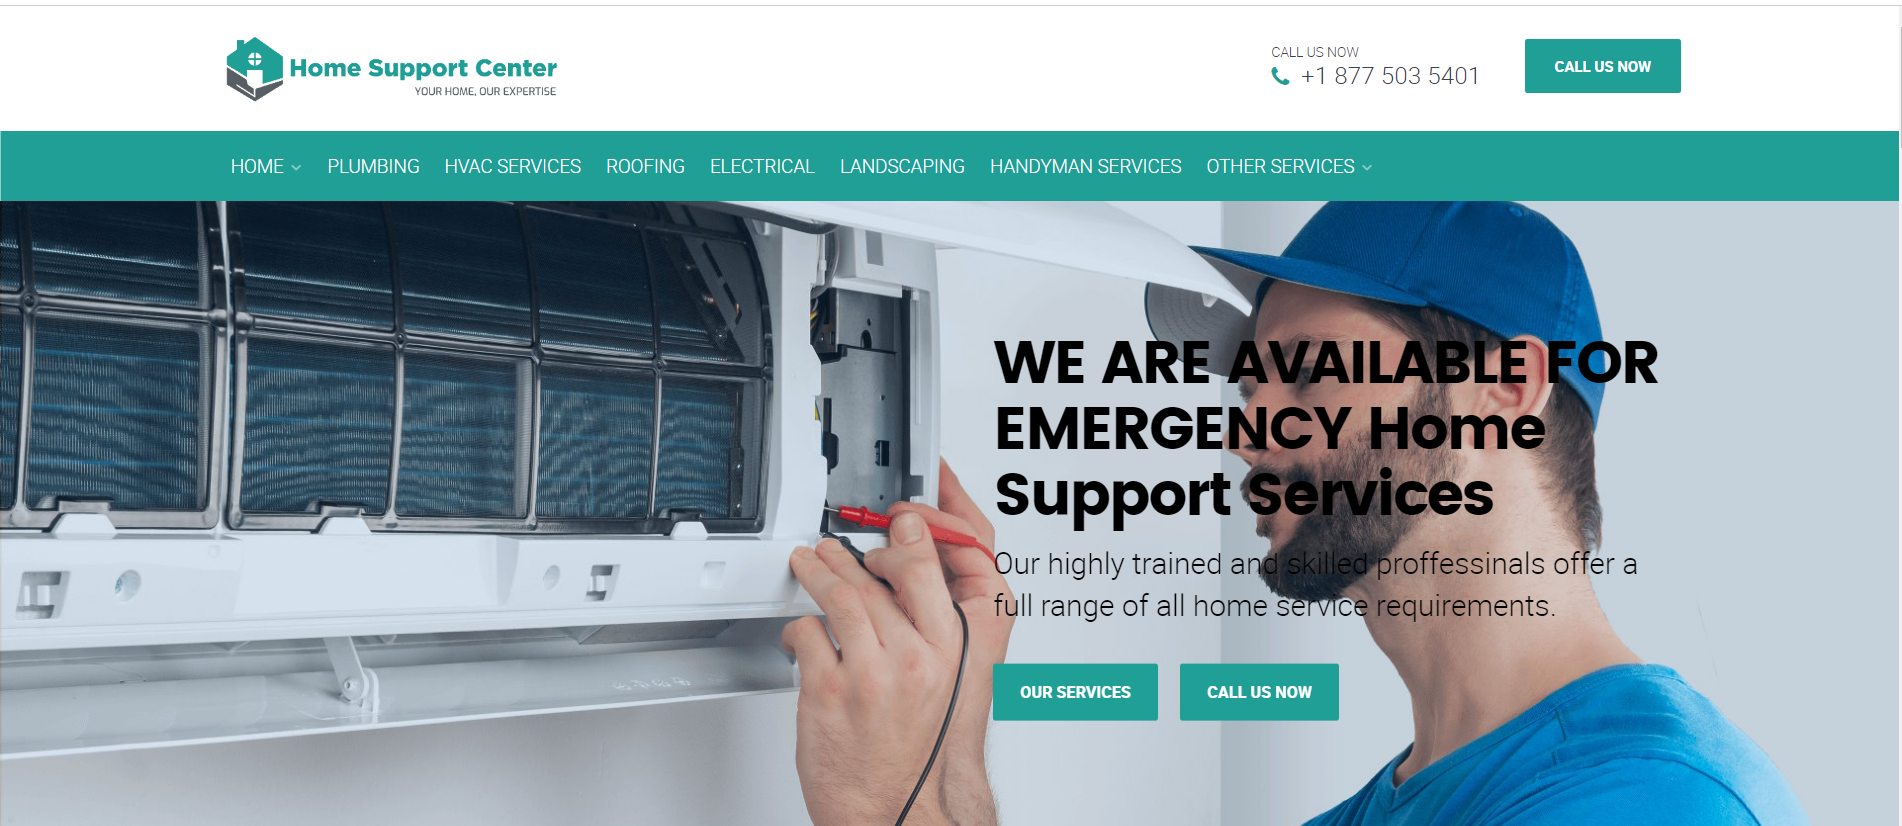 Home Support Center
YOUR HOME, OUR EXPERTISE
CALL US NOW
+1 877 503 5401
CALL US NOW
HOME
PLUMBING
HVAC SERVICES
ROOFING
ELECTRICAL
LANDSCAPING
HANDYMAN SERVICES
OTHER SERVICES
WE ARE AVAILABLE FOR
EMERGENCY Home
Support Services
Our highly trained and skilled proffessinals offer a
full range of all home service requirements.
OUR SERVICES
CALL US NOW